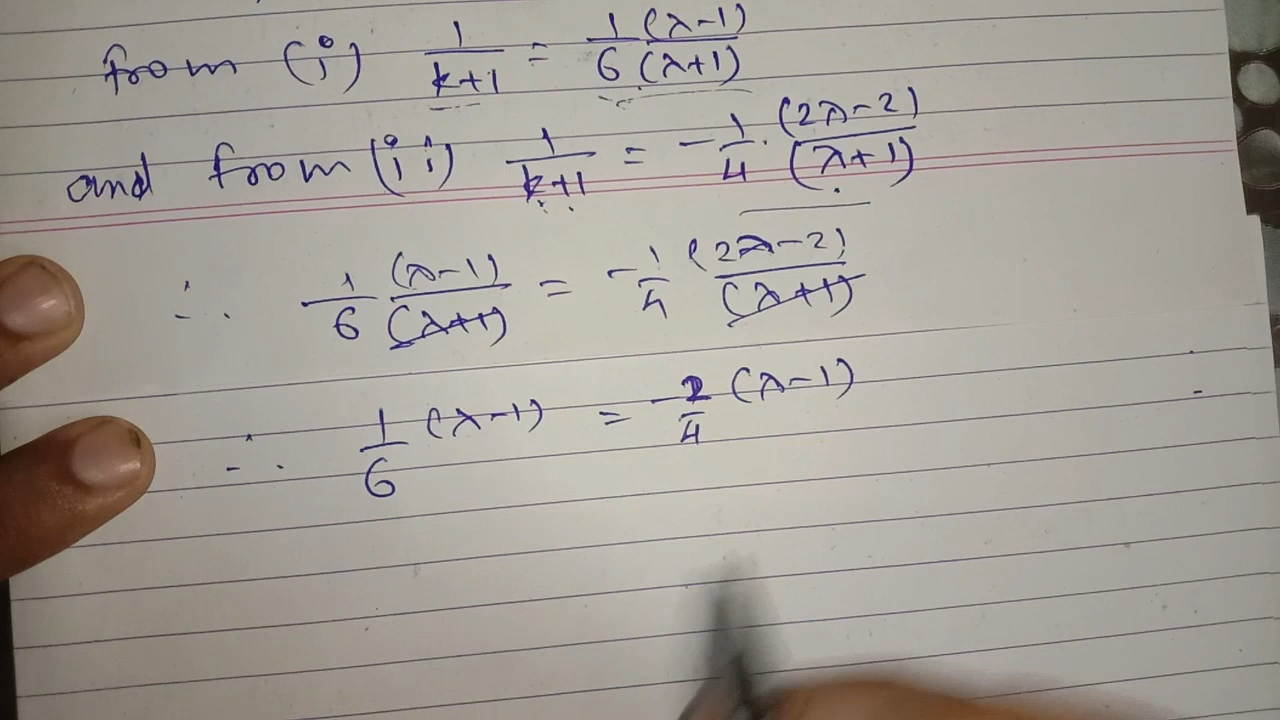 from (i) 1/(k+1) = 1/6 (λ-1)/(λ+1)
and from (ii) 1/(k+1) = -1/4 . (2λ-2)/(λ+1)
∴ 1/6 (λ-1)/(λ+1) = -1/4 (2λ-2)/(λ+1)
∴ 1/6 (λ-1) = -2/4 (λ-1)